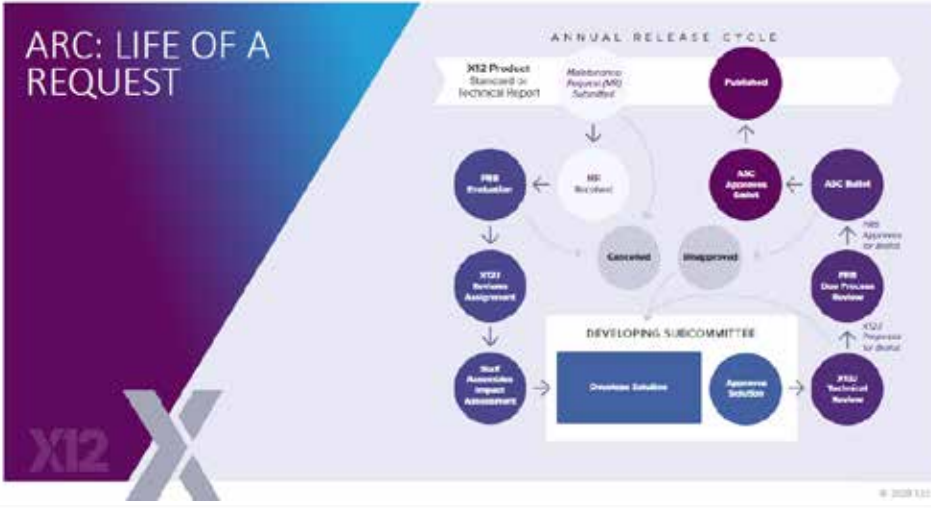 ARC: LIFE OF A
REQUEST
ANNUAL RELEASE CYCLE
X12 Product
Standard or
Technical Report
Maintenance
Request (MR)
Submitted
Published
PRB
Evaluation
MR
Received
ASC
Approves
Ballot
ASC Ballot
PRB
Approves
for Ballot
Canceled
Disapproved
X12J
Reviews
Assignment
PRB
Due Process
Review
DEVELOPING SUBCOMMITTEE
X12J
Progresses
for Ballot
Staff
Assembles
Impact
Assessment
Develops Solution
Approves
Solution
X12J
Technical
Review
X12